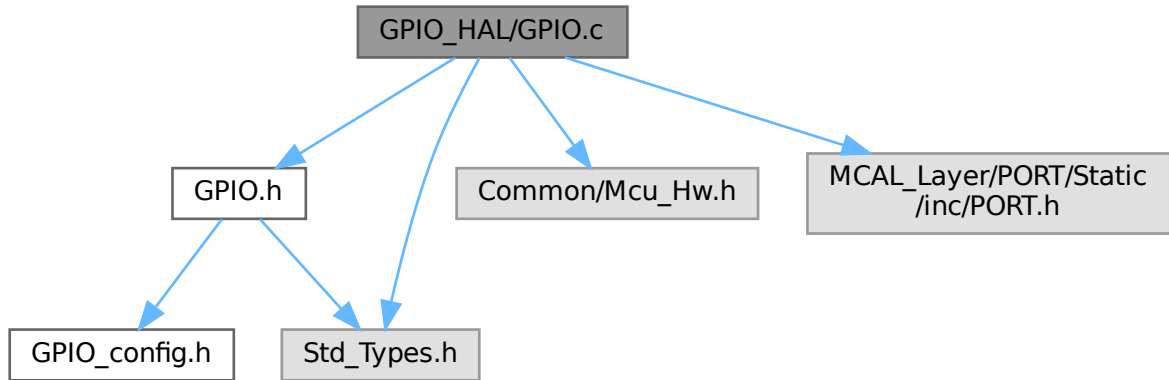 GPIO_HAL/GPIO.c
GPIO.h
Common/Mcu_Hw.h
MCAL_Layer/PORT/Static
/inc/PORT.h
GPIO_config.h
Std_Types.h